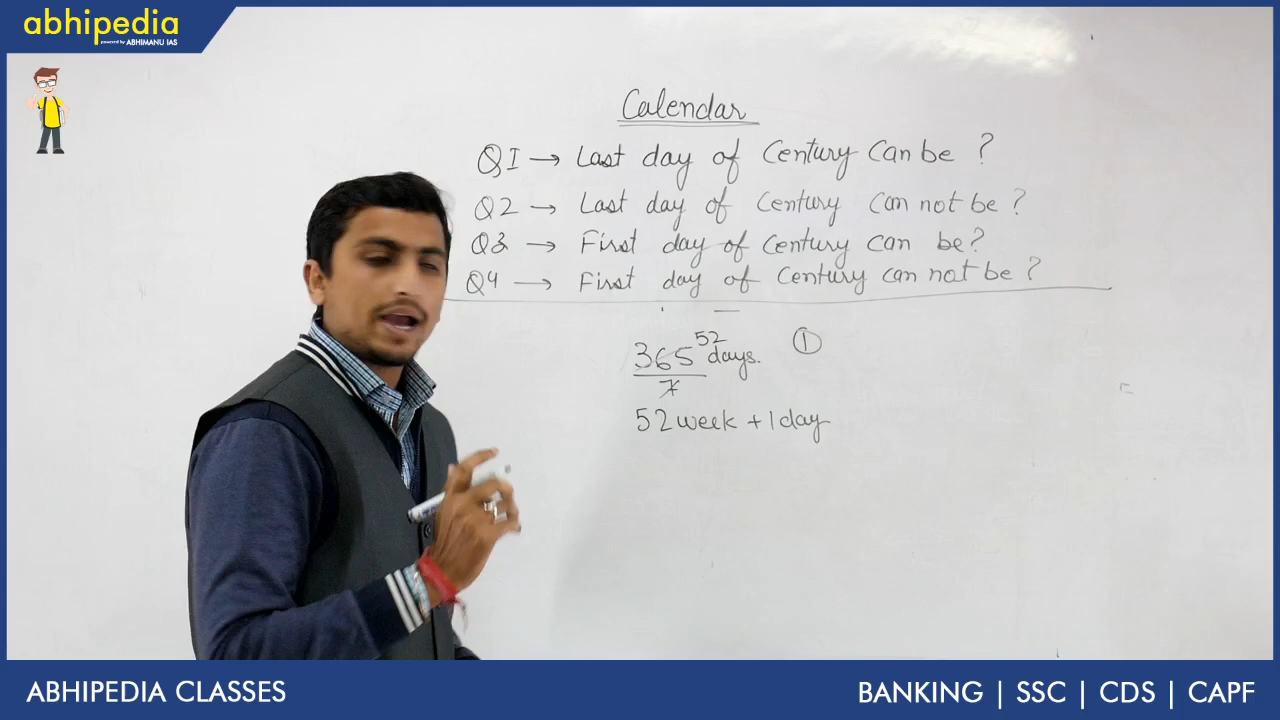 abhipedia
powered by ABHIMANU IAS
Calendar
Q1 → Last day of Century Can be ?
Q2 → Last day of Century Can not be ?
Q3 → First day of Century Can be ?
Q4 → First day of Century can not be ?
52
365 days. ①
7
52 week + 1 day
ABHIPEDIA CLASSES
BANKING | SSC | CDS | CAPF